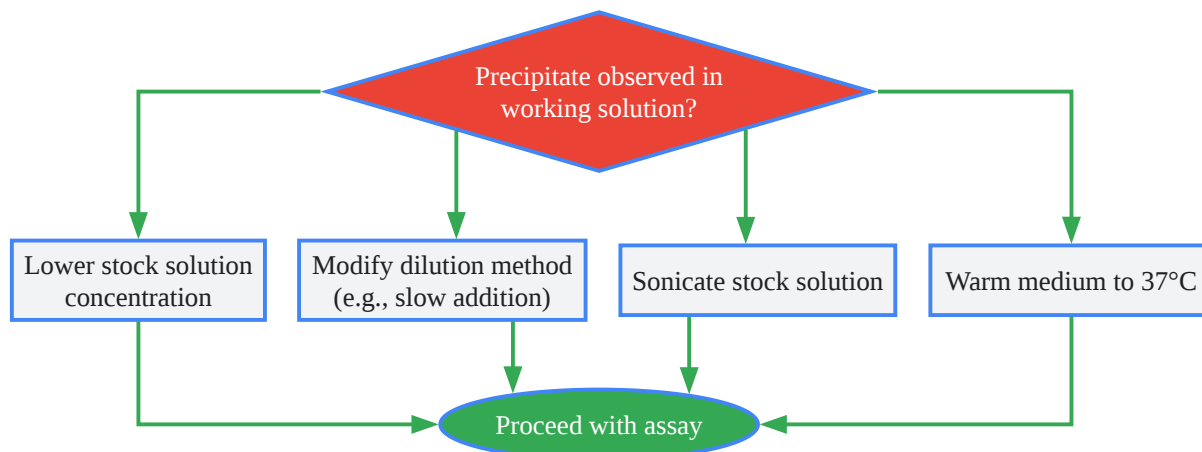 Precipitate observed in
working solution?
Lower stock solution
concentration
Modify dilution method
(e.g., slow addition)
Sonicate stock solution
Warm medium to 37°C
Proceed with assay